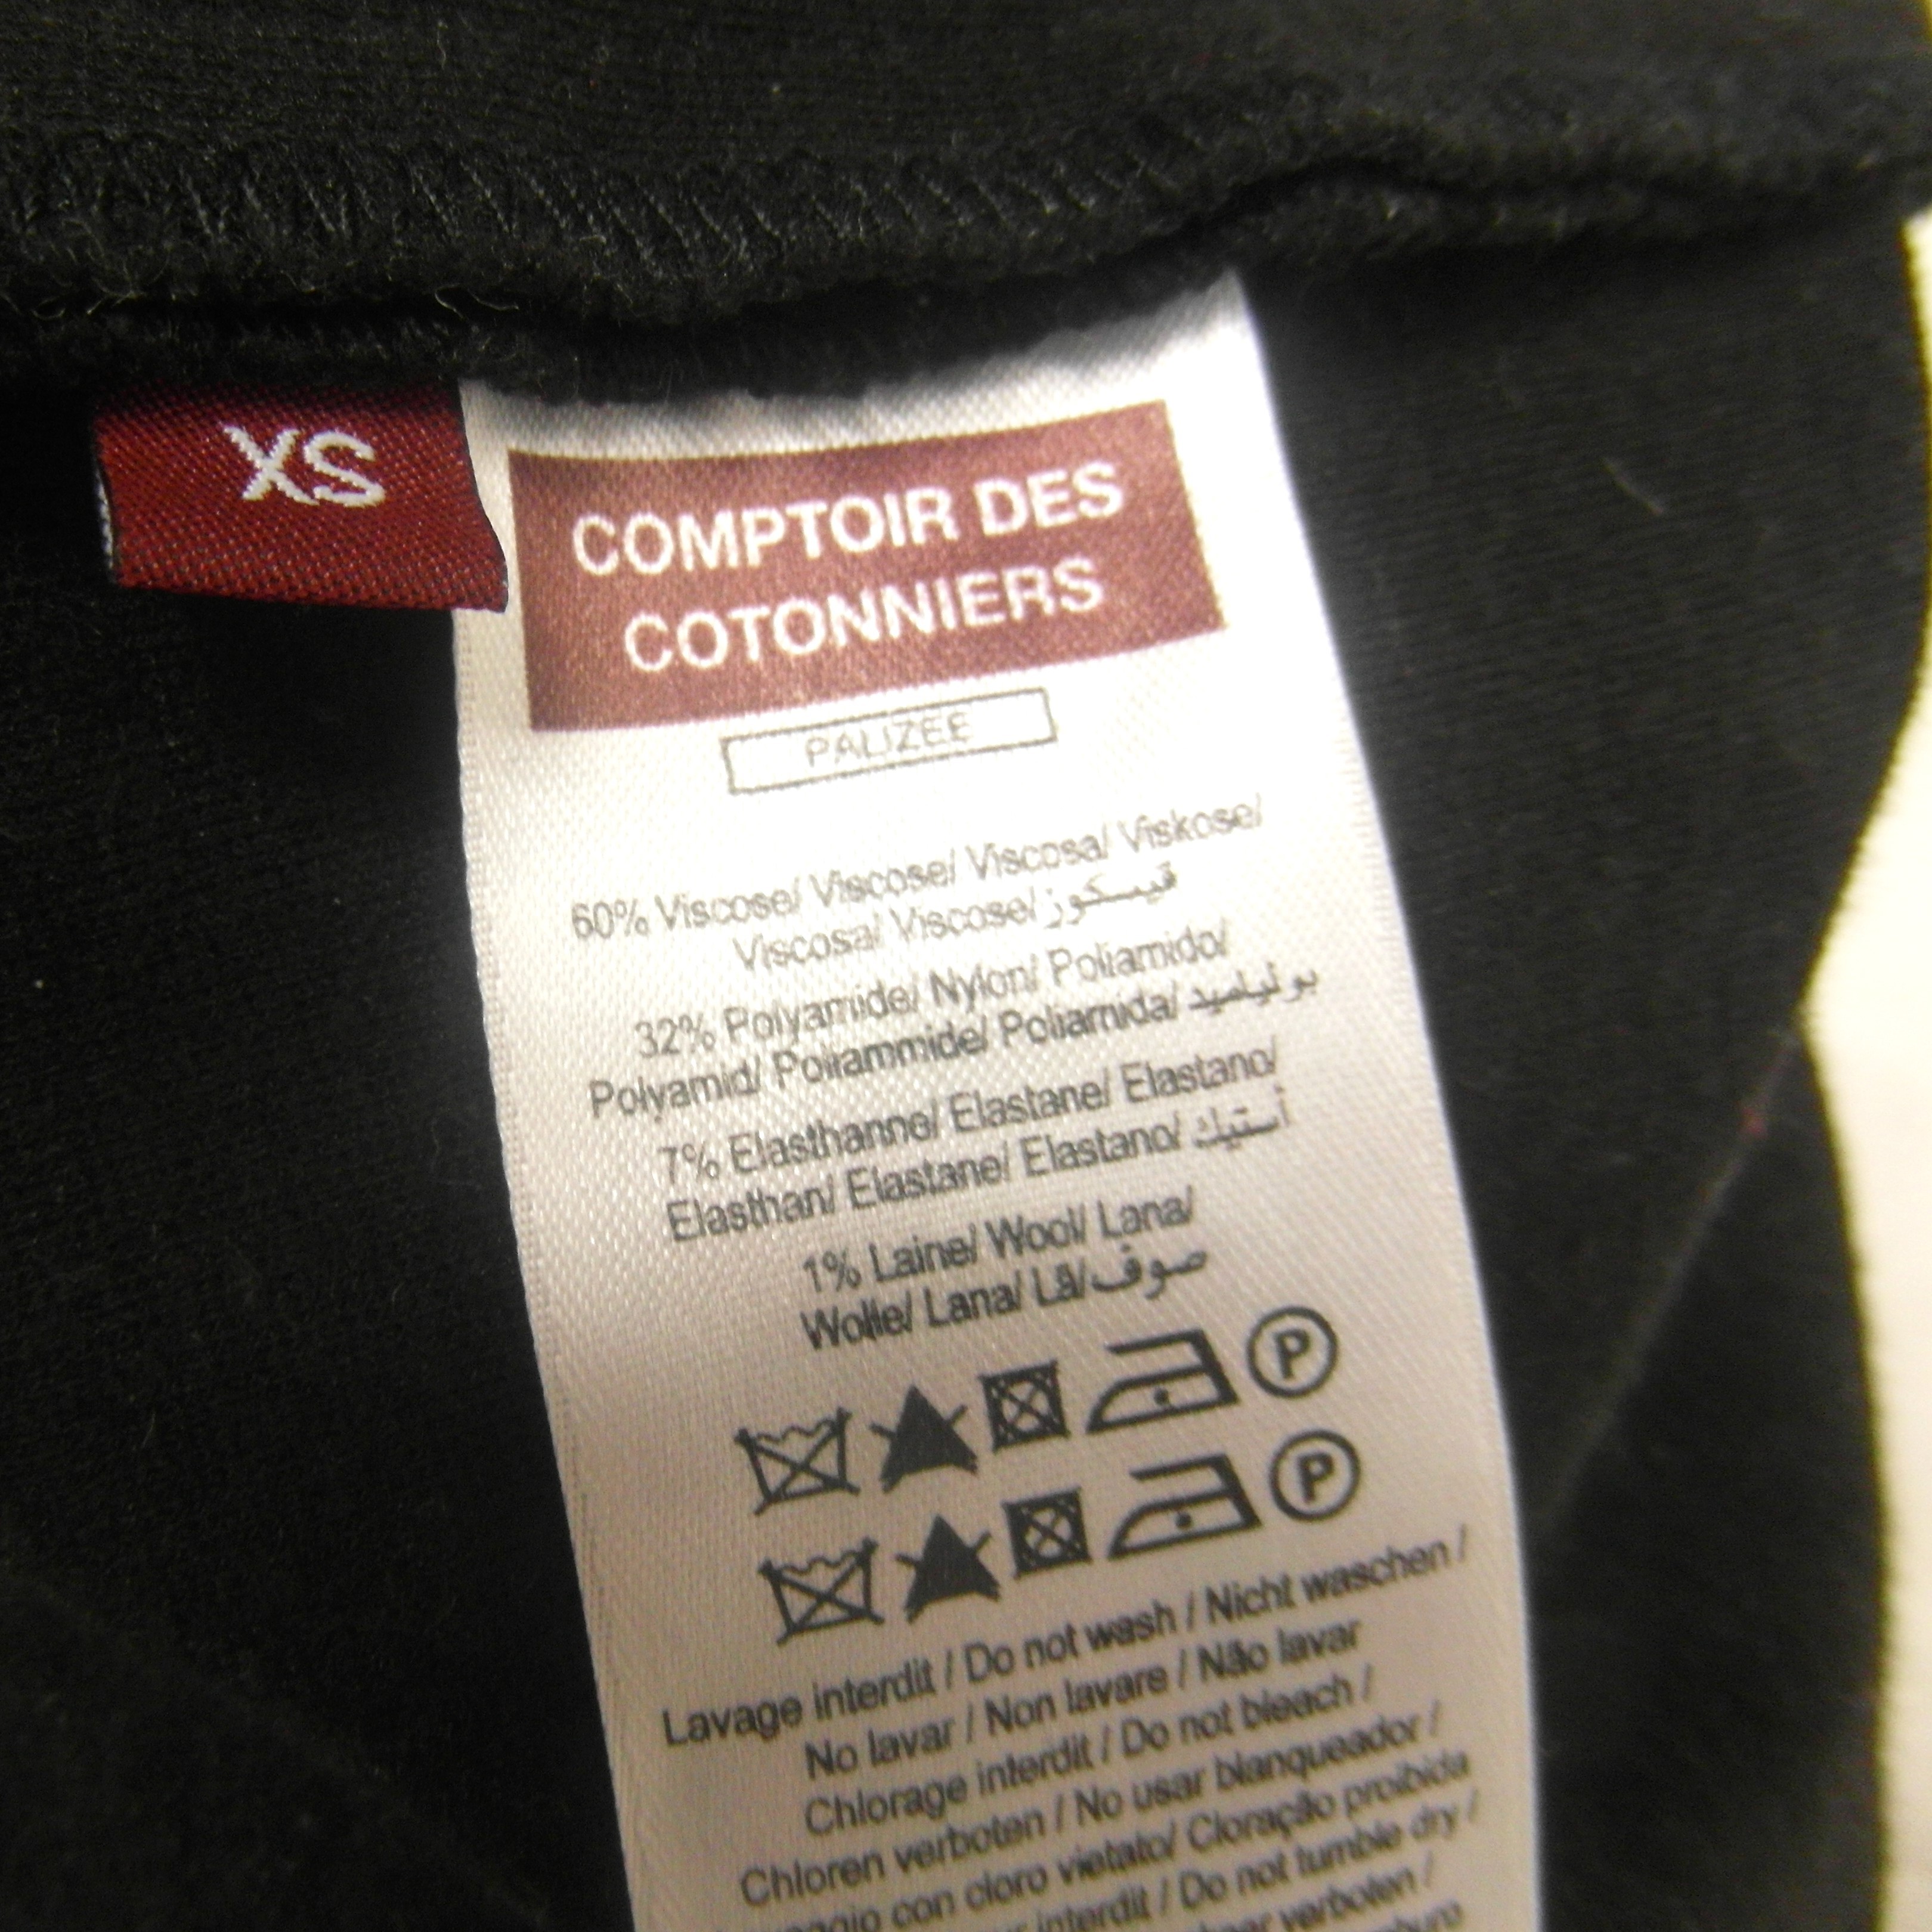 XS
COMPTOIR DES
COTONNIERS
PALIZEE
60% Viscose/ Viscose/ Viscosa/ Viskose/
Viscosa/ Viscose/ ڤيسكوز
32% Polyamide/ Nylon/ Poliamido/
Polyamid/ Poliammide/ Poliamida/ بوليأميد
7% Elasthanne/ Elastane/ Elastano/
Elasthan/ Elastane/ Elastano/ أستيك
1% Laine/ Wool/ Lana/
Wolle/ Lana/ Lã/ صوف
P
P
Lavage interdit / Do not wash / Nicht waschen /
No lavar / Non lavare / Não lavar
Chlorage interdit / Do not bleach /
Chloren verboten / No usar blanqueador /
con cloro vietato/ Cloração proibida
interdit / Do not tumble dry /
verboten /